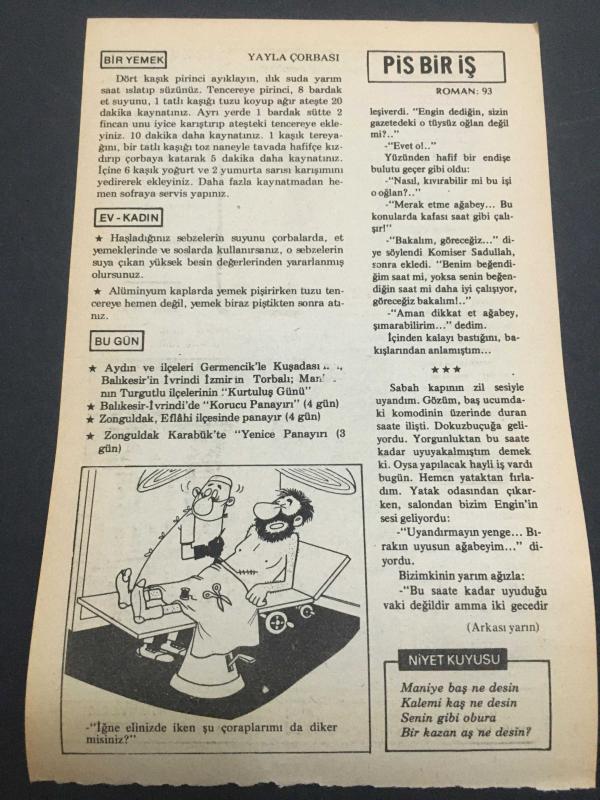 BİR YEMEK
YAYLA ÇORBASI
Dört kaşık pirinci ayıklayın, ılık suda yarım
saat ıslatıp süzünüz. Tencereye pirinci, 8 bardak
et suyunu, 1 tatlı kaşığı tuzu koyup ağır ateşte 20
dakika kaynatınız. Ayrı yerde 1 bardak sütte 2
fincan unu iyice karıştırıp ateşteki tencereye ekle-
yiniz. 10 dakika daha kaynatınız. 1 kaşık tereya-
ğını, bir tatlı kaşığı toz naneyle tavada hafifçe kız-
dırıp çorbaya katarak 5 dakika daha kaynatınız.
İçine 6 kaşık yoğurt ve 2 yumurta sarısı karışımını
yedirerek ekleyiniz. Daha fazla kaynatmadan he-
men sofraya servis yapınız.
EV - KADIN
★ Haşladığınız sebzelerin suyunu çorbalarda, et
yemeklerinde ve soslarda kullanırsanız, o sebzelerin
suya çıkan yüksek besin değerlerinden yararlanmış
olursunuz.
★ Alüminyum kaplarda yemek pişirirken tuzu ten-
cereye hemen değil, yemek biraz piştikten sonra atı-
nız.
BU GÜN
★ Aydın ve ilçeleri Germencik'le Kuşadası
Balıkesir'in İvrindi İzmir'in Torbalı;
nın Turgutlu ilçelerinin "Kurtuluş Günü"
★ Balıkesir-İvrindi'de "Korucu Panayırı" (4 gün)
★ Zonguldak, Eflâhi ilçesinde panayır (4 gün)
★ Zonguldak Karabük'te "Yenice Panayırı (3
gün)
-"İğne elinizde iken şu çoraplarımı da diker
misiniz?"
PİS BİR İŞ
ROMAN: 93
leşiverdi. "Engin dediğin, sizin
gazetedeki o tüysüz oğlan değil
mi?.."
-"Evet o!.."
Yüzünden hafif bir endişe
bulutu geçer gibi oldu:
-"Nasıl, kıvırabilir mi bu işi
o oğlan?.."
-"Merak etme ağabey... Bu
konularda kafası saat gibi çalı-
şır!"
-"Bakalım, göreceğiz..." di-
ye söylendi Komiser Sadullah,
sonra ekledi. "Benim beğendi-
ğim saat mi, yoksa senin beğen-
diğin saat mi daha iyi çalışıyor,
göreceğiz bakalım!.."
-"Aman dikkat et ağabey,
şımarabilirim..." dedim.
İçinden kalayı bastığını, ba-
kışlarından anlamıştım...
★★★
Sabah kapının zil sesiyle
uyandım. Gözüm, baş ucumda-
ki komodinin üzerinde duran
saate ilişti. Dokuzbuçuğa geli-
yordu. Yorgunluktan bu saate
kadar uyuyakalmıştım demek
ki. Oysa yapılacak hayli iş vardı
bugün. Hemen yataktan fırla-
dım. Yatak odasından çıkar-
ken, salondan bizim Engin'in
sesi geliyordu:
-"Uyandırmayın yenge... Bı-
rakın uyusun ağabeyim..." di-
yordu.
Bizimkinin yarım ağızla:
-"Bu saate kadar uyuduğu
vaki değildir amma iki gecedir
(Arkası yarın)
NİYET KUYUSU
Maniye baş ne desin
Kalemi kaş ne desin
Senin gibi obura
Bir kazan aş ne desin?